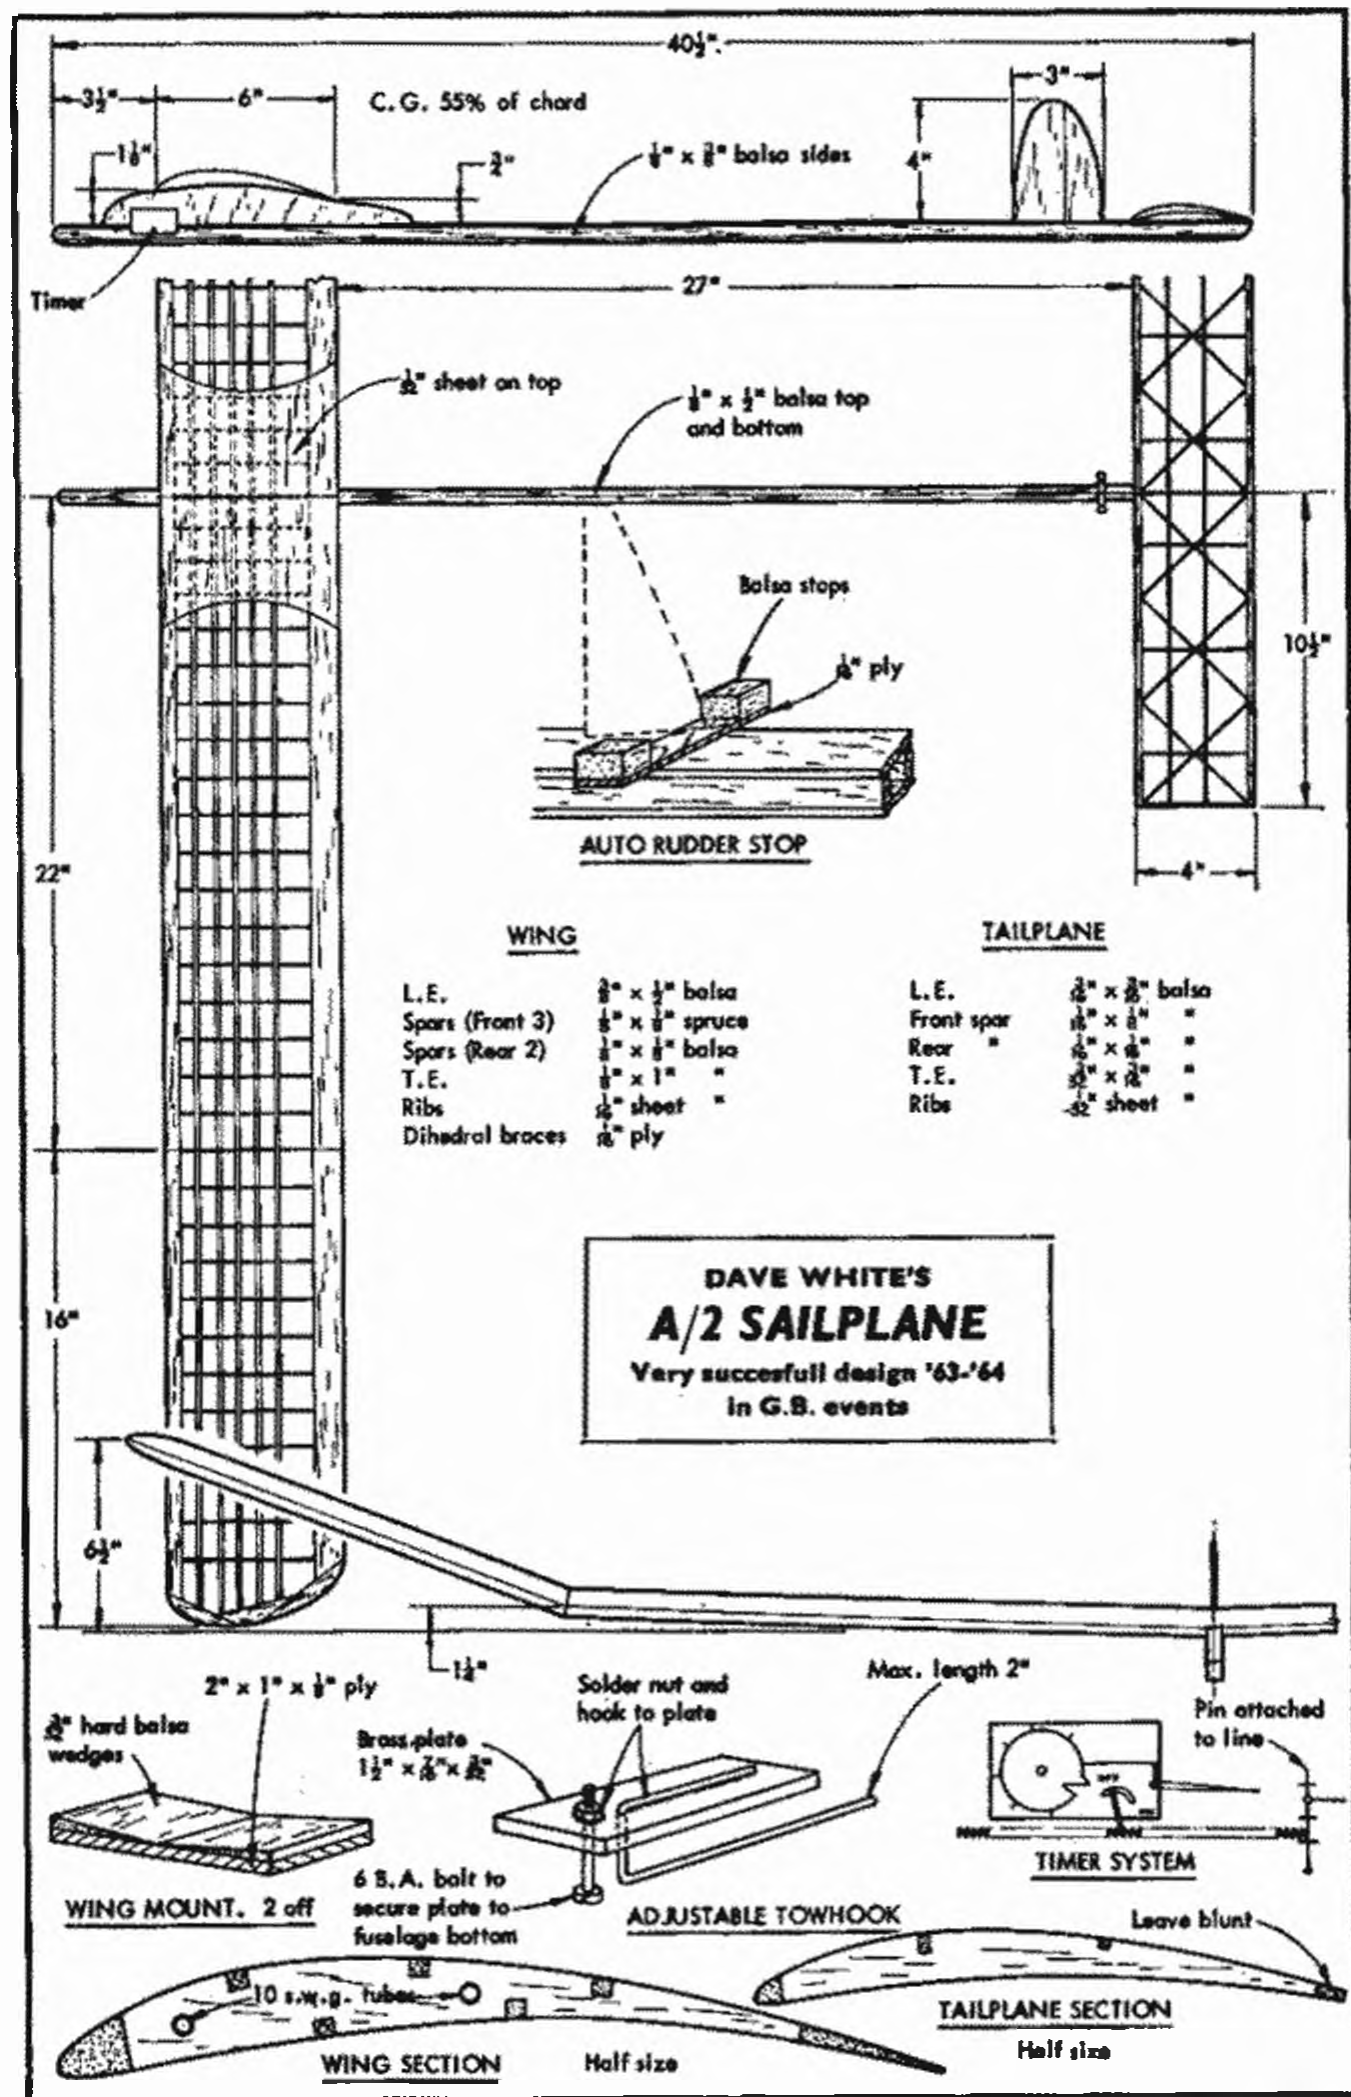 40½".
3½"
6"
C.G. 55% of chord
3"
1⅛"
¾"
⅛" x ⅜" balsa sides
4"
Timer
27"
1/32" sheet on top
⅛" x ½" balsa top
and bottom
Balsa stops
1/16" ply
10½"
AUTO RUDDER STOP
22"
4"
WING
L.E. ⅜" x ½" balsa
Spars (Front 3) ⅛" x ⅛" spruce
Spars (Rear 2) ⅛" x ⅛" balsa
T.E. ⅛" x 1" "
Ribs 1/16" sheet "
Dihedral braces 1/16" ply
TAILPLANE
L.E. 3/16" x 3/16" balsa
Front spar 1/16" x ⅛" "
Rear " 1/16" x 1/16" "
T.E. 3/32" x 3/16" "
Ribs 1/32" sheet "
16"
DAVE WHITE'S
A/2 SAILPLANE
Very succesfull design '63-'64
in G.B. events
6½"
1¼"
2" x 1" x ⅛" ply
3/32" hard balsa
wedges
WING MOUNT. 2 off
Solder nut and
hook to plate
Max. length 2"
Brass plate
1½" x 7/16" x 3/32"
6 B.A. bolt to
secure plate to
fuselage bottom
ADJUSTABLE TOWHOOK
Pin attached
to line
OFF
TIMER SYSTEM
10 s.w.g. tubes
WING SECTION Half size
Leave blunt
TAILPLANE SECTION
Half size